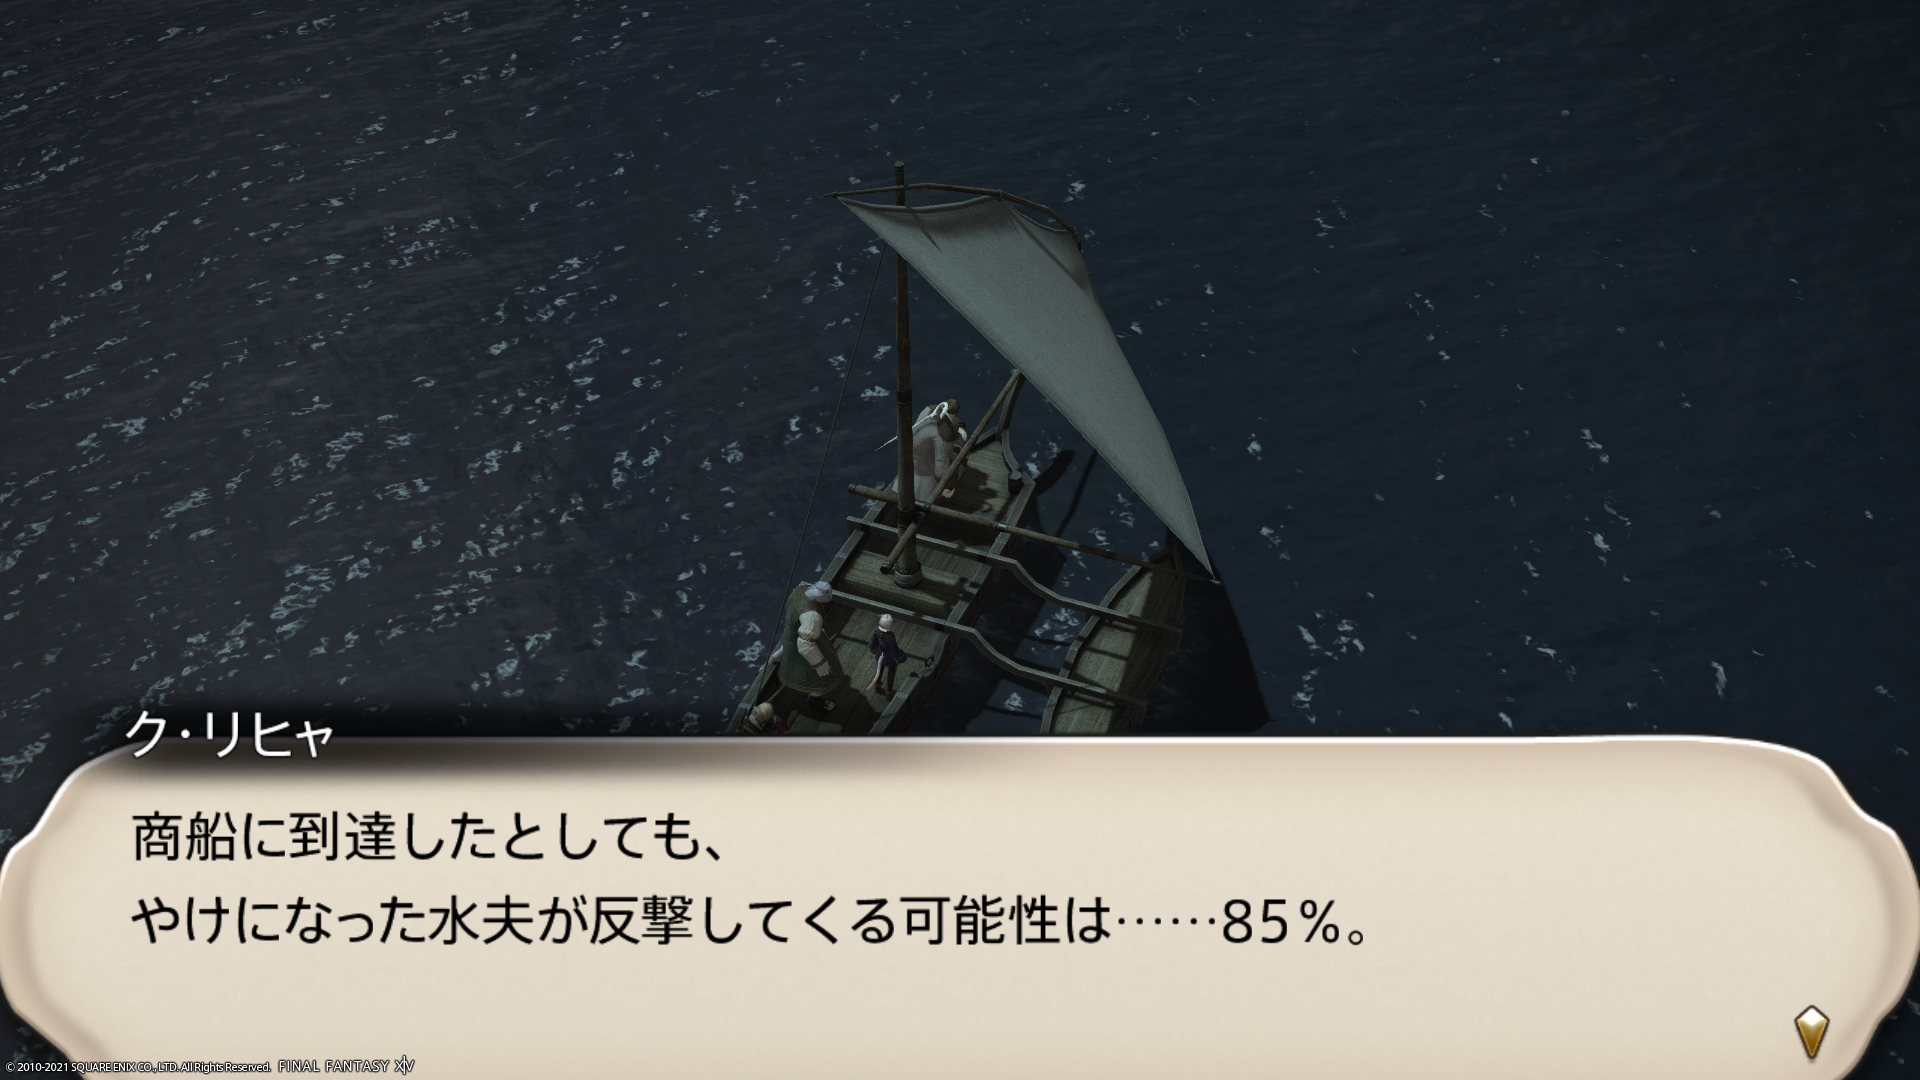 ク・リヒャ
商船に到達したとしても、
やけになった水夫が反撃してくる可能性は……85％。
© 2010-2021 SQUARE ENIX CO., LTD. All Rights Reserved. FINAL FANTASY XIV